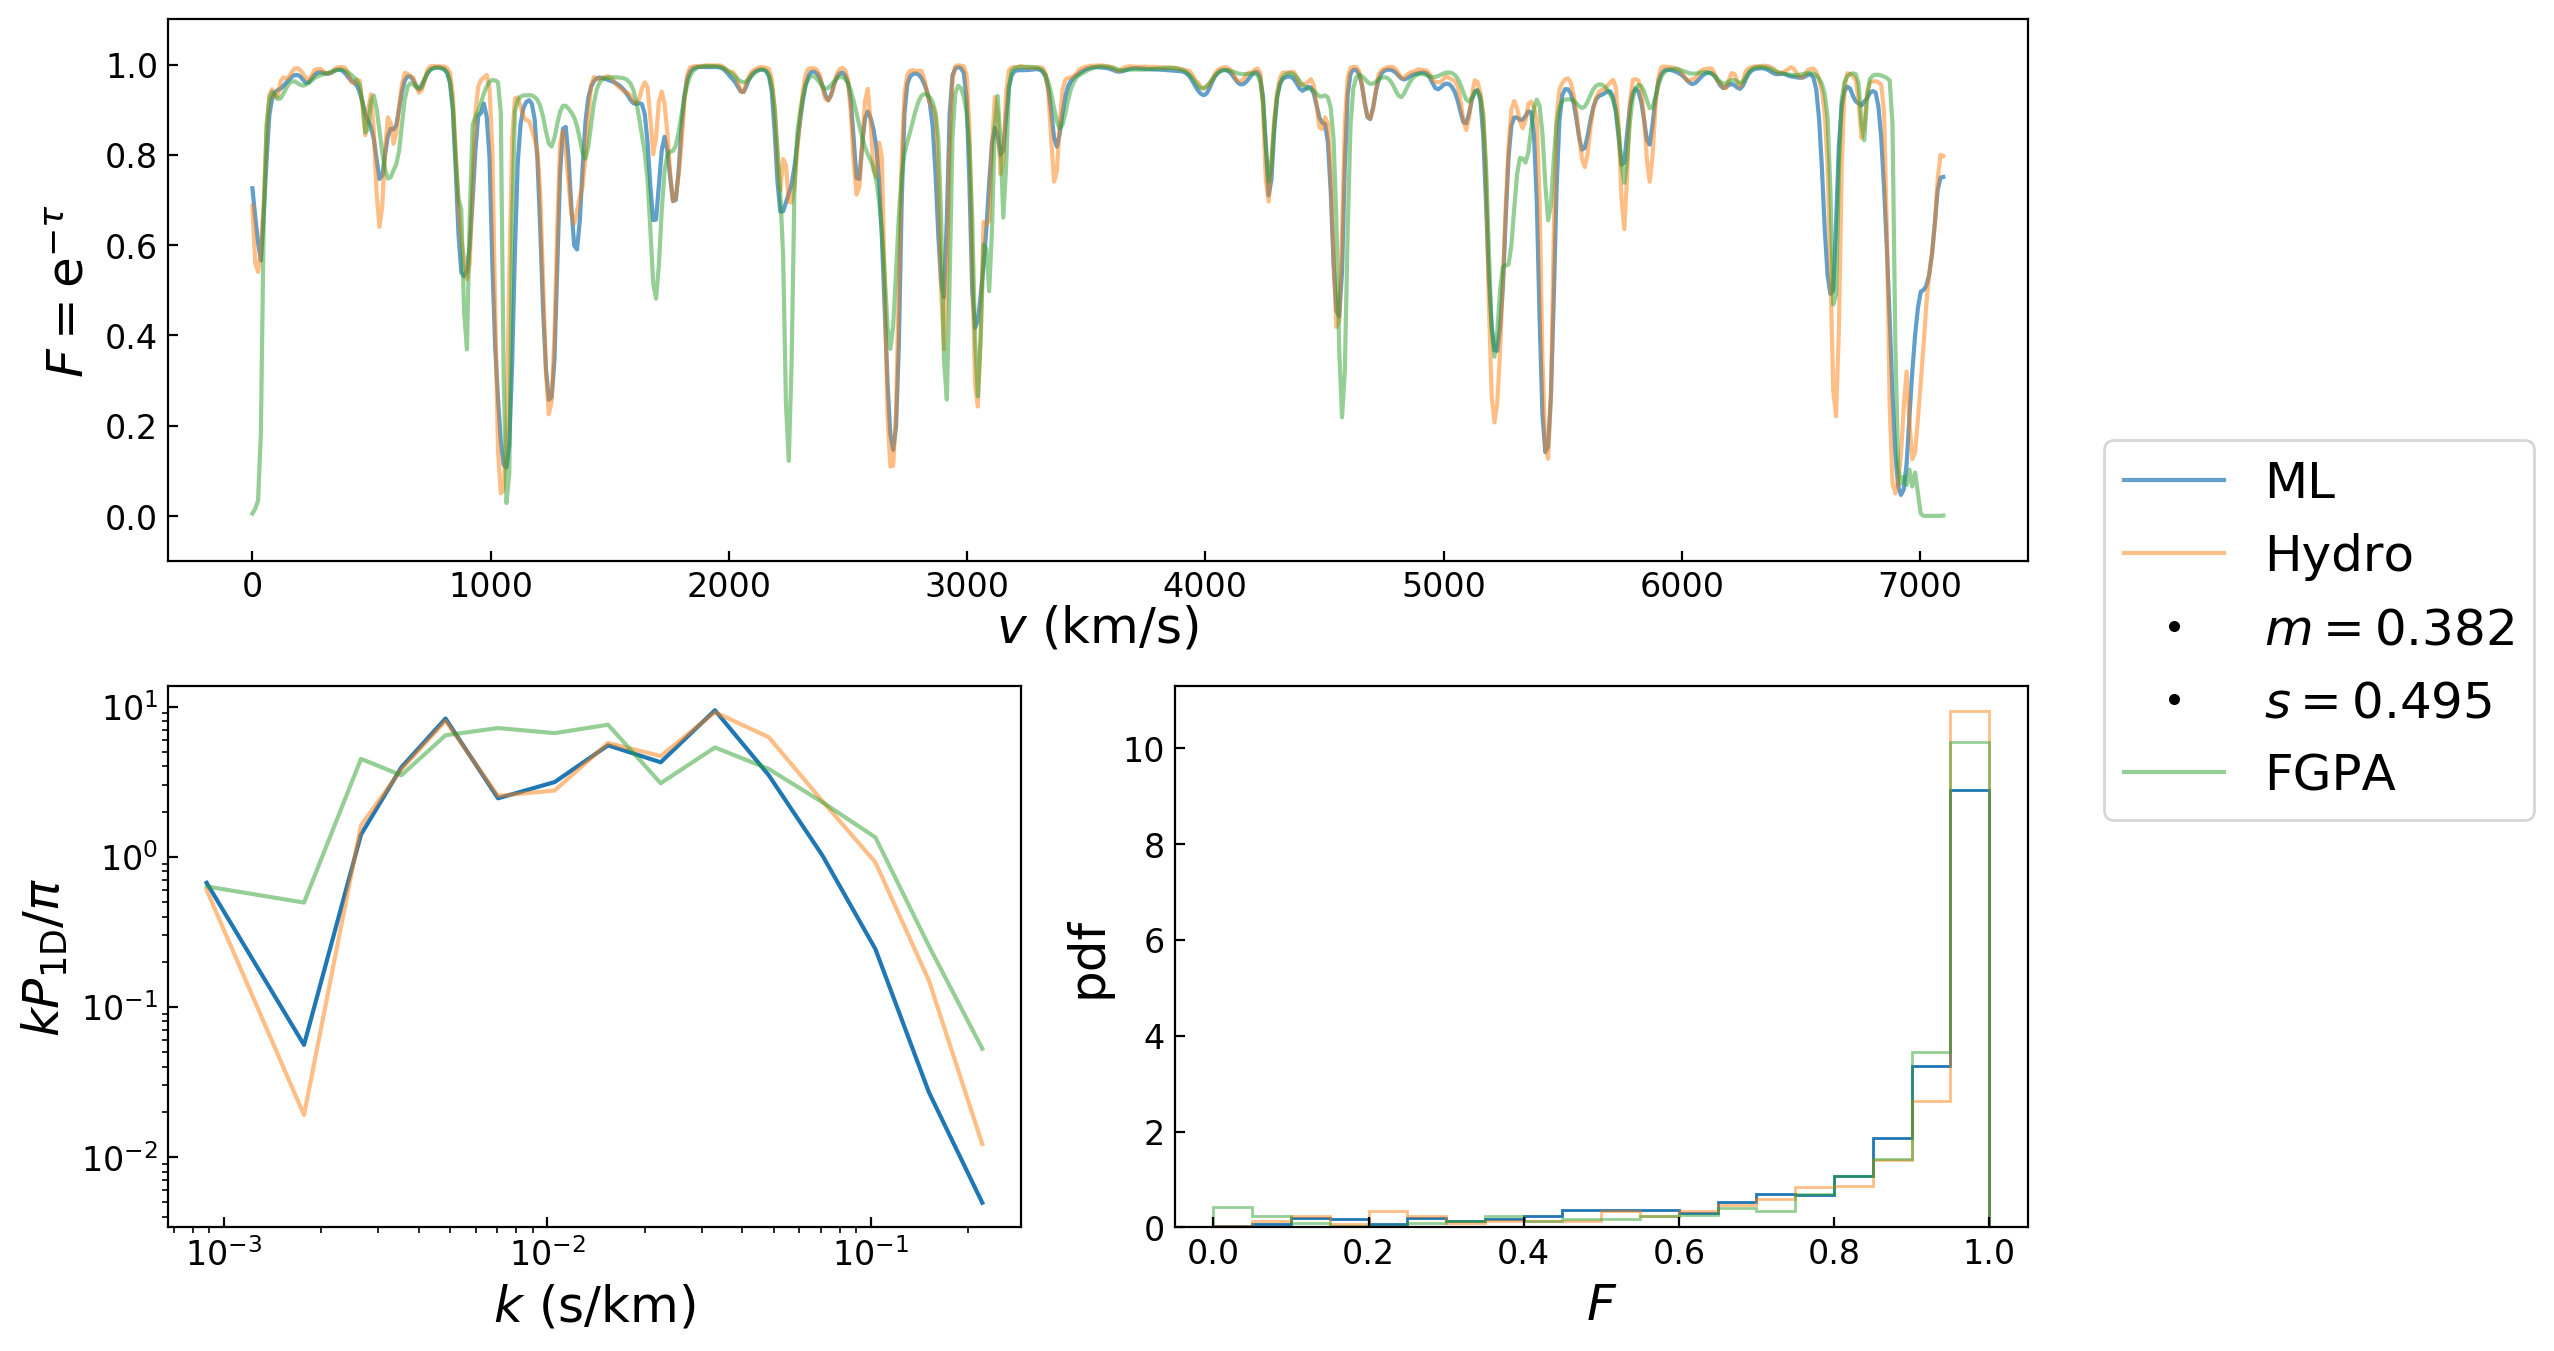 1.0
0.8
0.6
0.4
0.2
0.0
F = e^{−τ}
0 1000 2000 3000 4000 5000 6000 7000
v (km/s)
ML
Hydro
m = 0.382
s = 0.495
FGPA
10^1
10^0
10^{−1}
10^{−2}
kP_{1D}/π
10^{−3} 10^{−2} 10^{−1}
k (s/km)
10
8
6
4
2
0
pdf
0.0 0.2 0.4 0.6 0.8 1.0
F